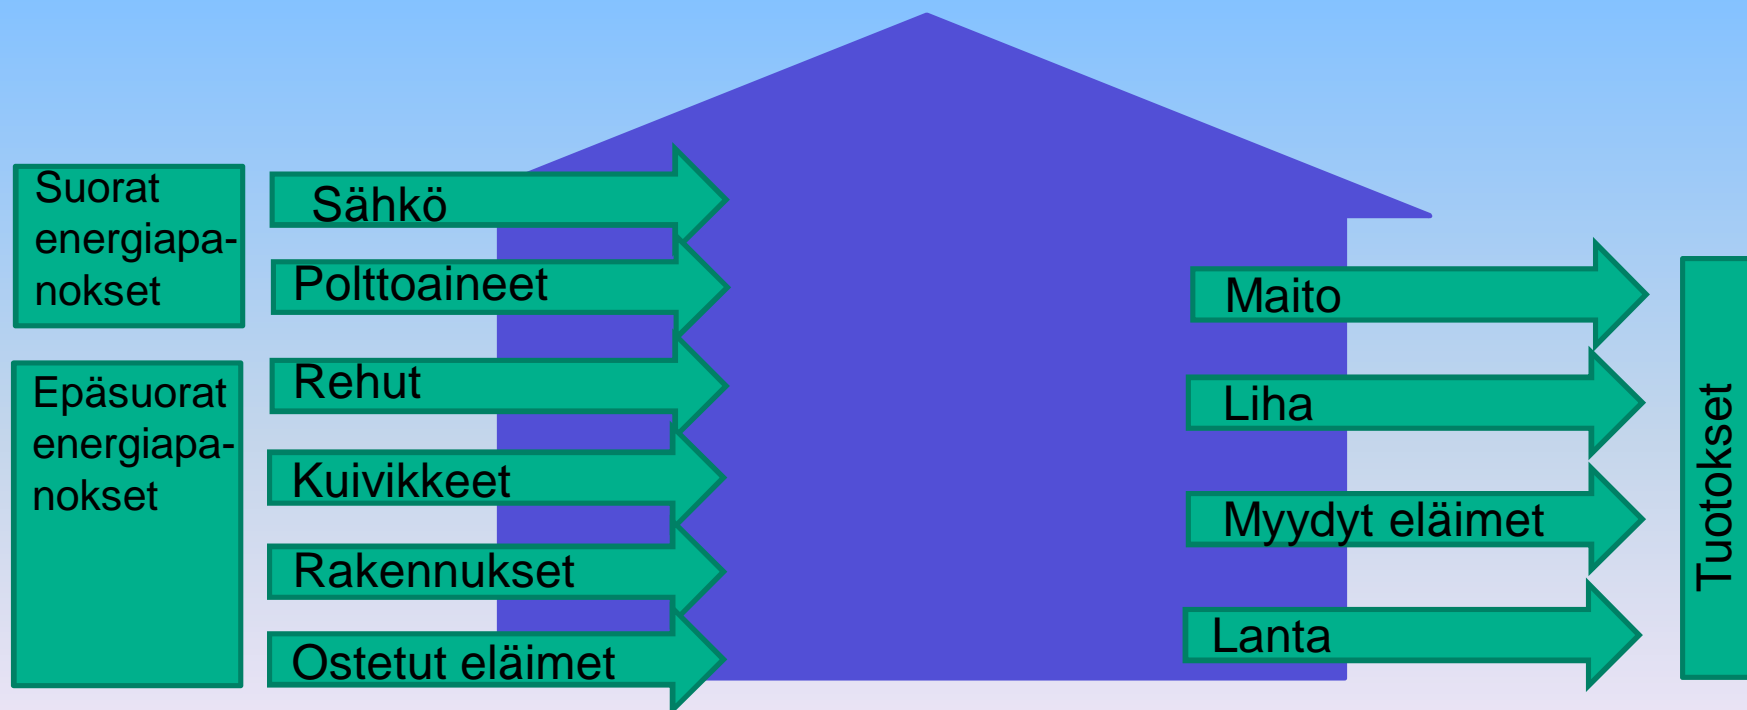 Suorat
energiapa-
nokset
Epäsuorat
energiapa-
nokset
Sähkö
Polttoaineet
Rehut
Kuivikkeet
Rakennukset
Ostetut eläimet
Maito
Liha
Myydyt eläimet
Lanta
Tuotokset